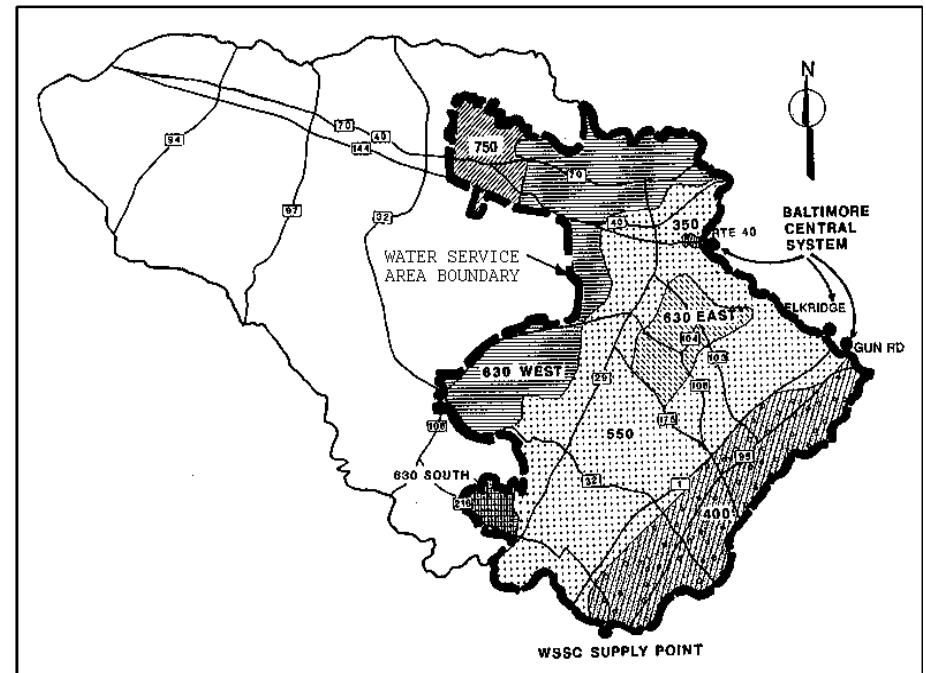 N
94
70
40
144
750
70
97
32
40
350
RTE 40
BALTIMORE
CENTRAL
SYSTEM
WATER SERVICE
AREA BOUNDARY
ELKRIDGE
630 EAST
104
GUN RD
103
630 WEST
29
108
108
175
550
95
630 SOUTH
32
1
216
400
WSSC SUPPLY POINT